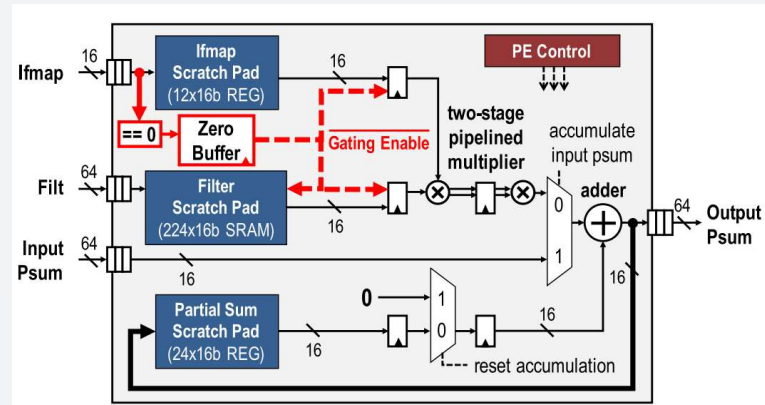 16
Ifmap
Ifmap
Scratch Pad
(12x16b REG)
16
PE Control
== 0
Zero
Buffer
Gating Enable
two-stage
pipelined
multiplier
accumulate
input psum
64
Filt
Filter
Scratch Pad
(224x16b SRAM)
16
0
adder
64
Output
Psum
Input
Psum
64
16
1
16
0
1
Partial Sum
Scratch Pad
(24x16b REG)
16
0
16
reset accumulation